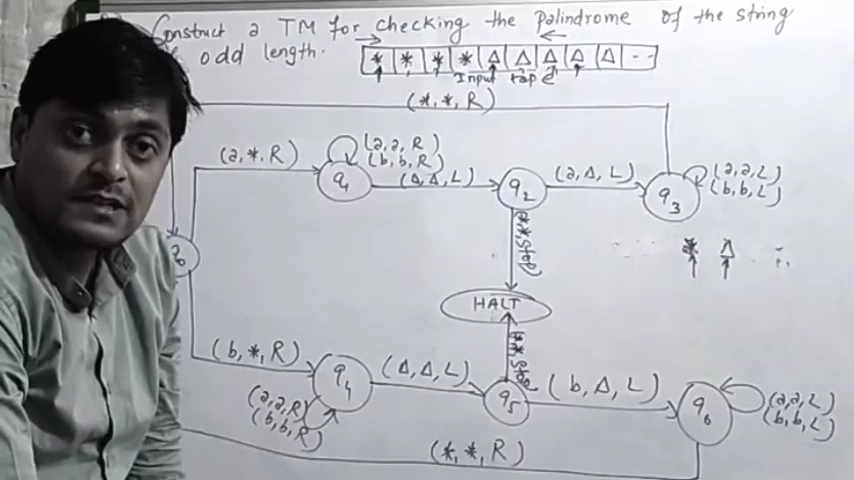 Construct a TM for checking the palindrome of the string
odd length.
* * * * Δ Δ Δ Δ Δ - -
Input tape
(*, *, R)
(a, *, R)
(a, a, R)
(b, b, R)
q1
(Δ, Δ, L)
q2
(a, Δ, L)
q3
(a, a, L)
(b, b, L)
(*, *, Stop)
* Δ
HALT
(b, *, R)
q4
(a, a, R)
(b, b, R)
(Δ, Δ, L)
q5
(b, Δ, L)
q6
(a, a, L)
(b, b, L)
(*, *, R)